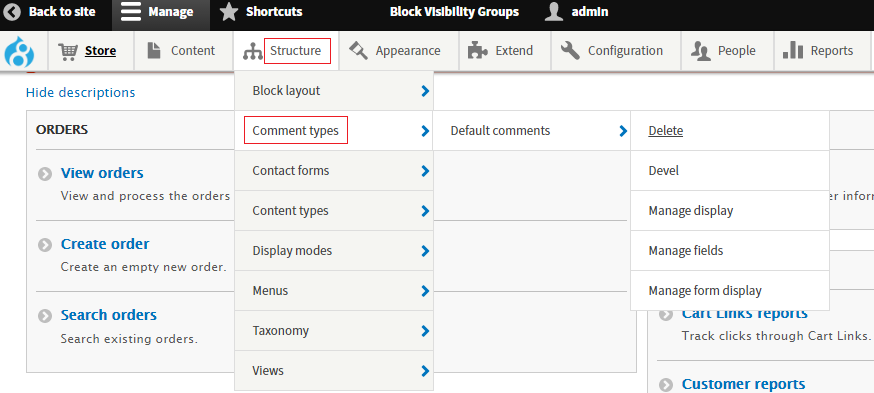 Back to site Manage Shortcuts Block Visibility Groups admin
Store Content Structure Appearance Extend Configuration People Reports
Hide descriptions
Block layout
ORDERS
Comment types
Default comments
Delete
View orders
View and process the orders
Contact forms
Devel
er inform
Content types
Manage display
Create order
Create an empty new order.
Display modes
Manage fields
Menus
Manage form display
Search orders
Search existing orders.
Taxonomy
Views
Cart Links reports
Track clicks through Cart Links.
Customer reports